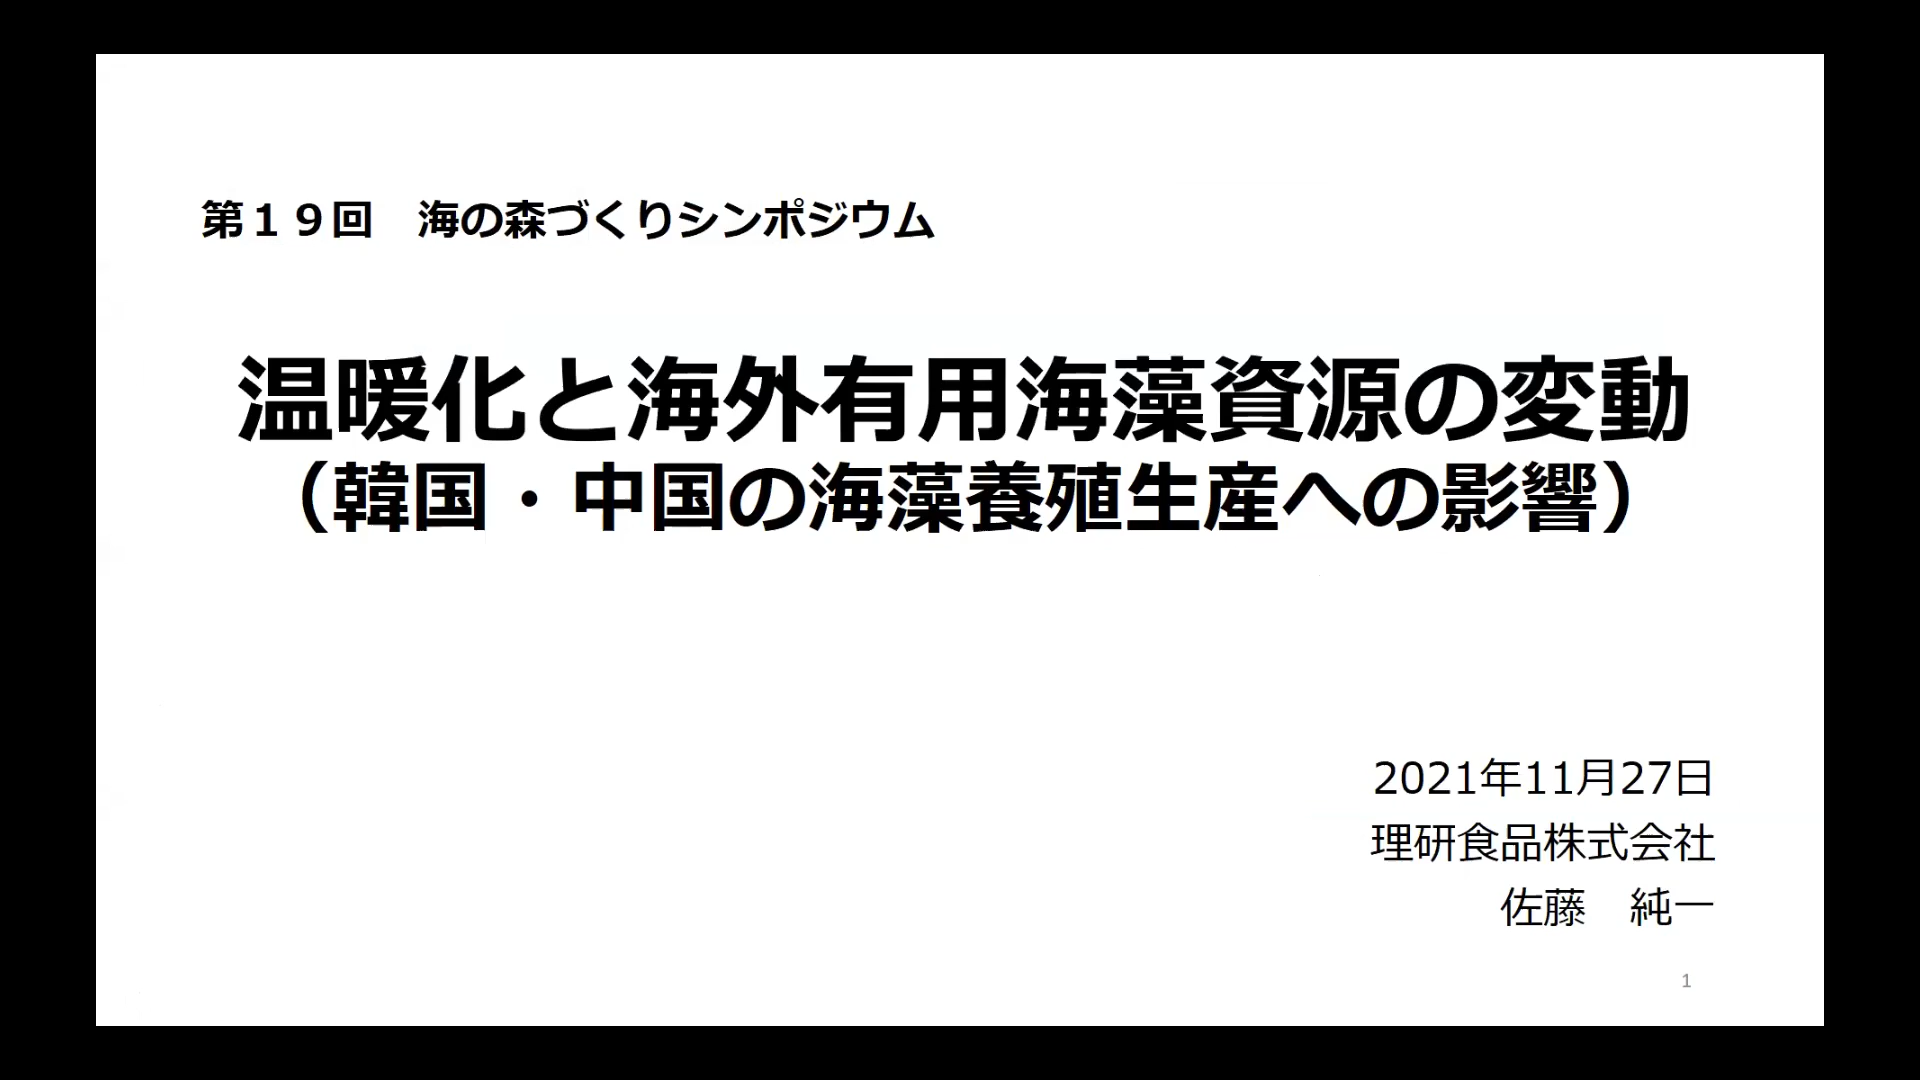 第１９回　海の森づくりシンポジウム
温暖化と海外有用海藻資源の変動
（韓国・中国の海藻養殖生産への影響）
2021年11月27日
理研食品株式会社
佐藤　純一
1